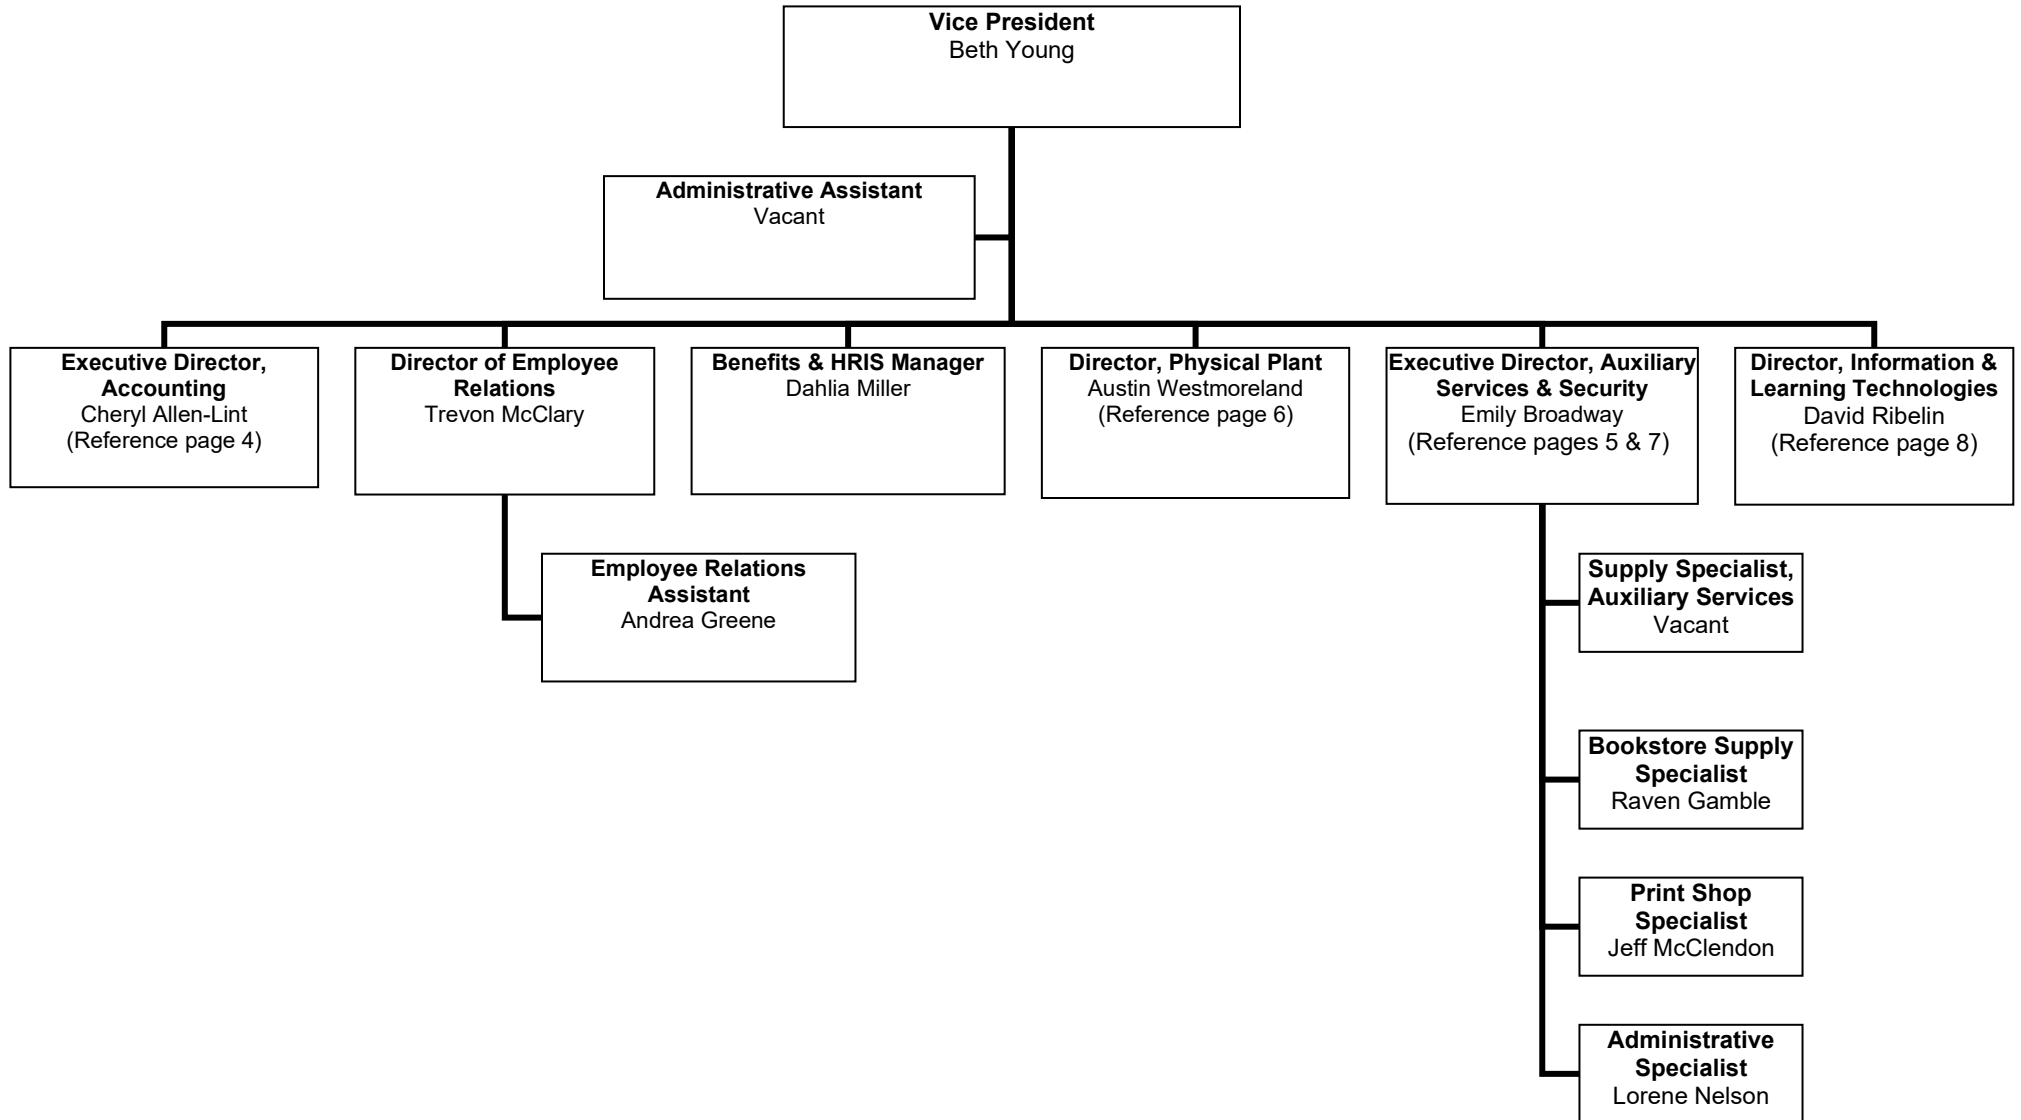 Vice President
Beth Young
Administrative Assistant
Vacant
Executive Director,
Accounting
Cheryl Allen-Lint
(Reference page 4)
Director of Employee
Relations
Trevon McClary
Benefits & HRIS Manager
Dahlia Miller
Director, Physical Plant
Austin Westmoreland
(Reference page 6)
Executive Director, Auxiliary
Services & Security
Emily Broadway
(Reference pages 5 & 7)
Director, Information &
Learning Technologies
David Ribelin
(Reference page 8)
Employee Relations
Assistant
Andrea Greene
Supply Specialist,
Auxiliary Services
Vacant
Bookstore Supply
Specialist
Raven Gamble
Print Shop
Specialist
Jeff McClendon
Administrative
Specialist
Lorene Nelson